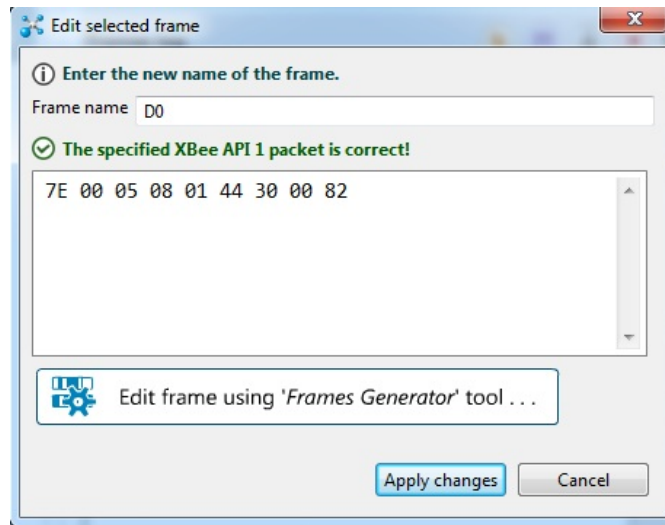 Edit selected frame
x
Enter the new name of the frame.
Frame name D0
The specified XBee API 1 packet is correct!
7E 00 05 08 01 44 30 00 82
Edit frame using 'Frames Generator' tool . . .
Apply changes Cancel